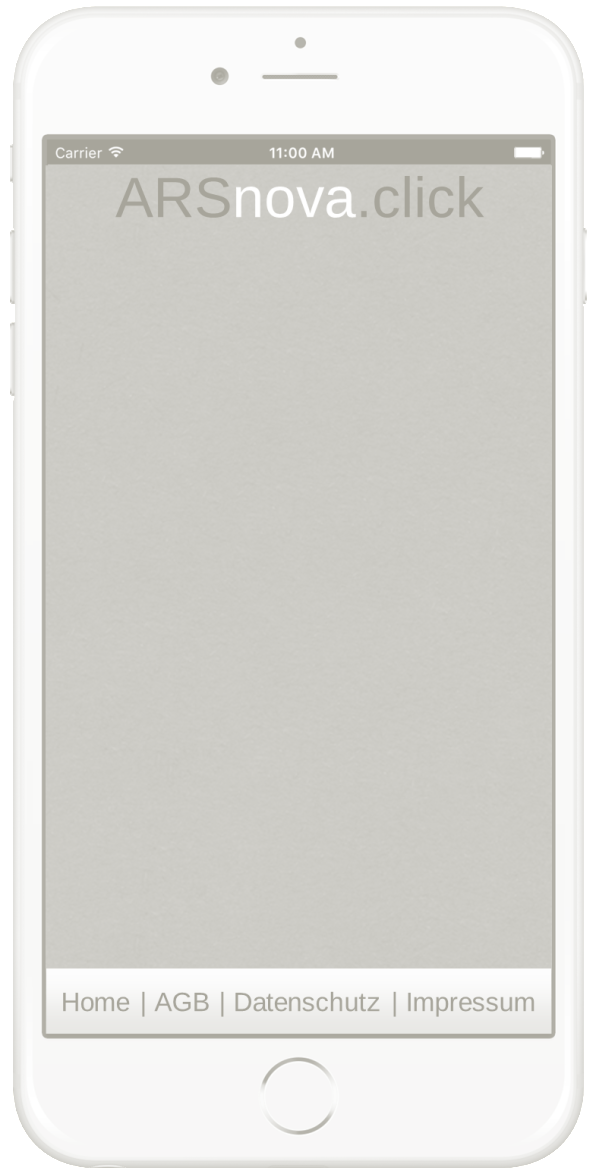 Carrier 11:00 AM
ARSnova.click
Home | AGB | Datenschutz | Impressum